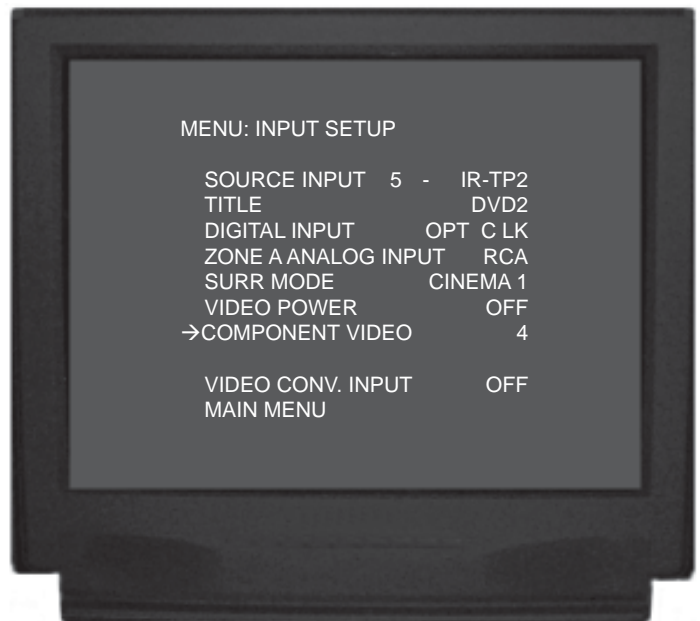 MENU: INPUT SETUP
SOURCE INPUT 5 - IR-TP2
TITLE DVD2
DIGITAL INPUT OPT C LK
ZONE A ANALOG INPUT RCA
SURR MODE CINEMA 1
VIDEO POWER OFF
→COMPONENT VIDEO 4
VIDEO CONV. INPUT OFF
MAIN MENU